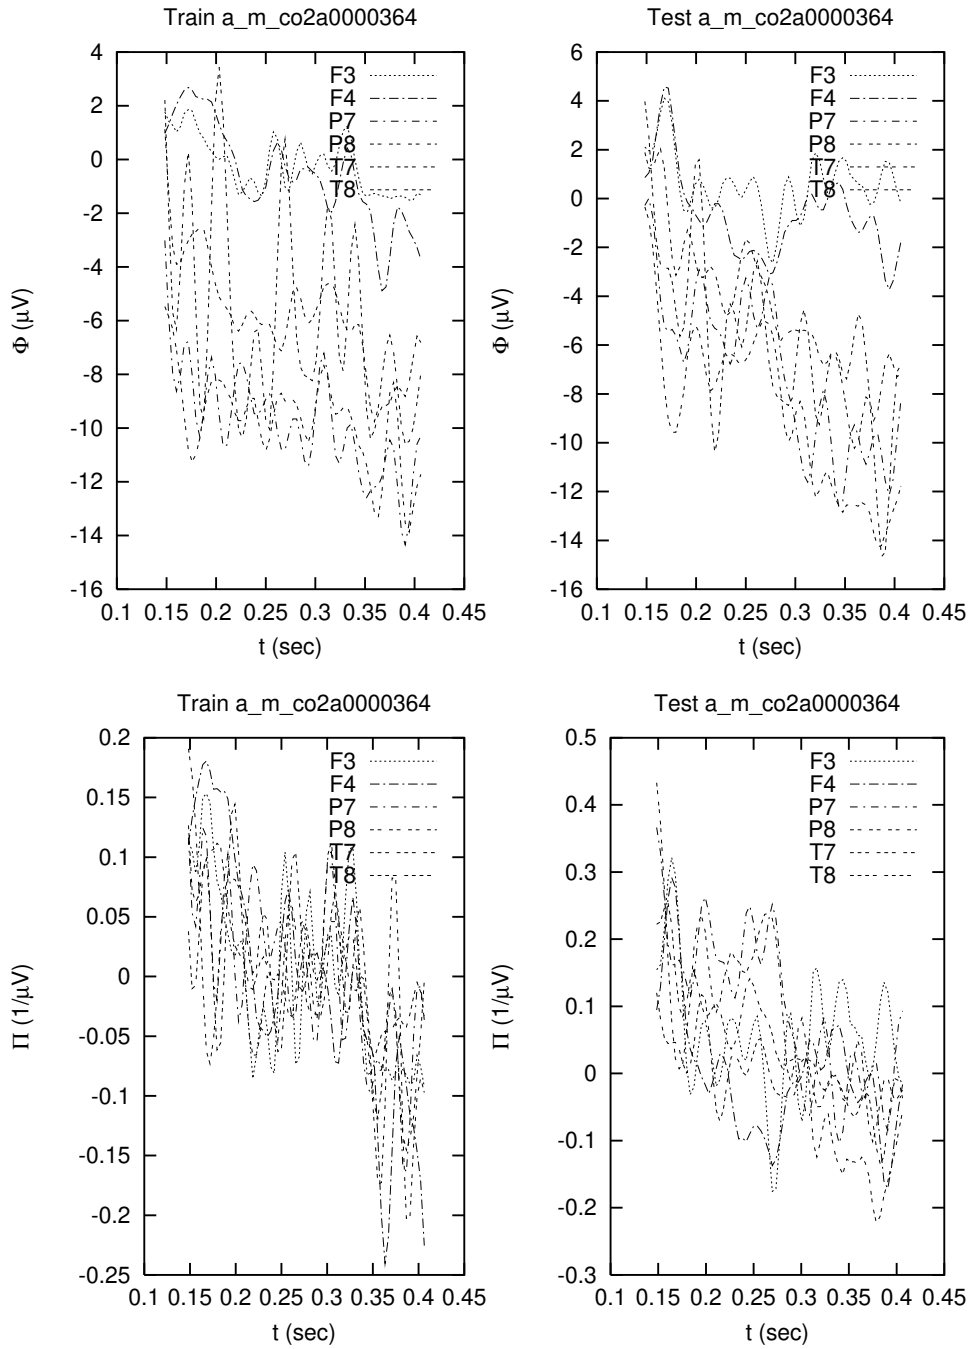 Train a_m_co2a0000364
4
2
0
-2
-4
-6
-8
-10
-12
-14
-16
Φ (μV)
F3
F4
P7
P8
T7
T8
0.1 0.15 0.2 0.25 0.3 0.35 0.4 0.45
t (sec)
Test a_m_co2a0000364
6
4
2
0
-2
-4
-6
-8
-10
-12
-14
-16
Φ (μV)
F3
F4
P7
P8
T7
T8
0.1 0.15 0.2 0.25 0.3 0.35 0.4 0.45
t (sec)
Train a_m_co2a0000364
0.2
0.15
0.1
0.05
0
-0.05
-0.1
-0.15
-0.2
-0.25
Π (1/μV)
F3
F4
P7
P8
T7
T8
0.1 0.15 0.2 0.25 0.3 0.35 0.4 0.45
t (sec)
Test a_m_co2a0000364
0.5
0.4
0.3
0.2
0.1
0
-0.1
-0.2
-0.3
Π (1/μV)
F3
F4
P7
P8
T7
T8
0.1 0.15 0.2 0.25 0.3 0.35 0.4 0.45
t (sec)